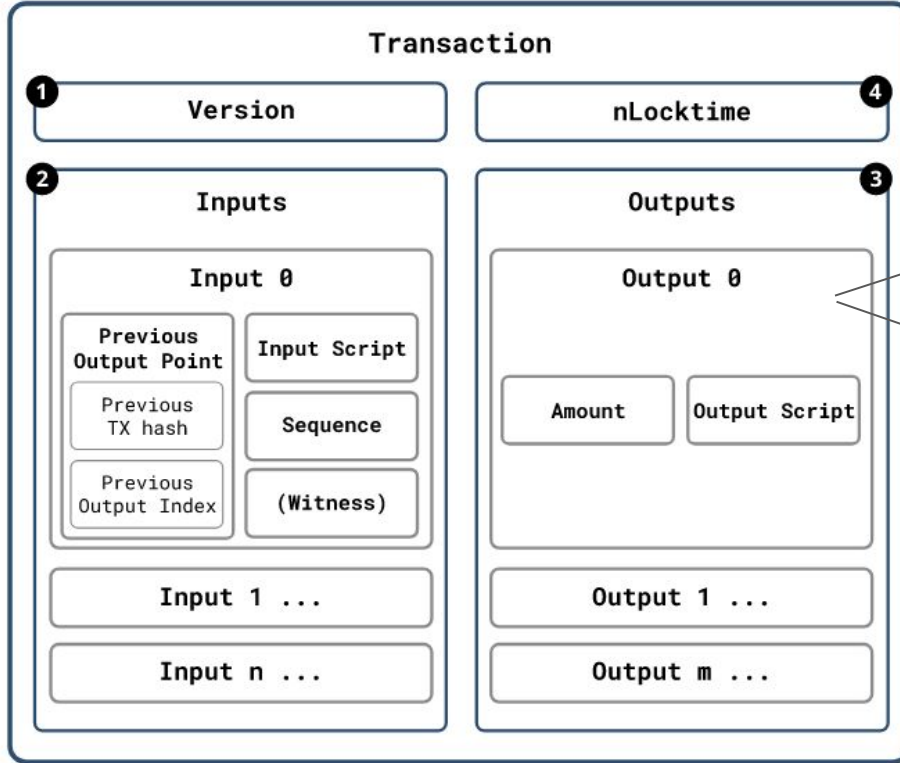 Transaction
1
Version
4
nLocktime
2
Inputs
Input 0
Previous
Output Point
Previous
TX hash
Previous
Output Index
Input Script
Sequence
(Witness)
Input 1 ...
Input n ...
3
Outputs
Output 0
Amount
Output Script
Output 1 ...
Output m ...